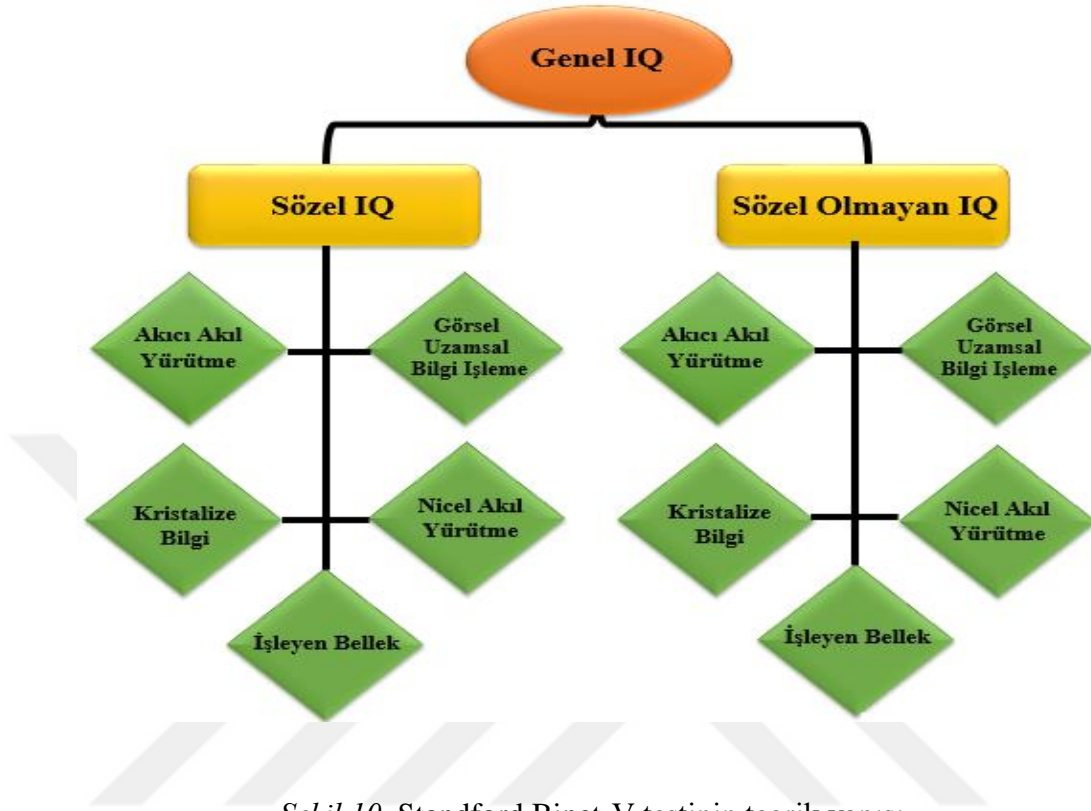 Genel IQ
Sözel IQ
Sözel Olmayan IQ
Akıcı Akıl
Yürütme
Görsel
Uzamsal
Bilgi İşleme
Akıcı Akıl
Yürütme
Görsel
Uzamsal
Bilgi İşleme
Kristalize
Bilgi
Nicel Akıl
Yürütme
Kristalize
Bilgi
Nicel Akıl
Yürütme
İşleyen Bellek
İşleyen Bellek
Şekil 10. Standford Binet-V testinin teorik yapısı